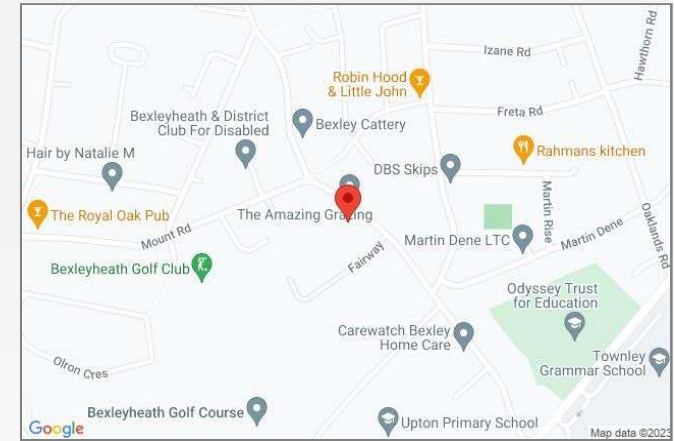 Hawthorn Rd
Izane Rd
Robin Hood
& Little John
Freta Rd
Bexleyheath & District
Club For Disabled
Bexley Cattery
Hair by Natalie M
Rahmans kitchen
DBS Skips
The Royal Oak Pub
The Amazing Grazing
Martin Rise
Mount Rd
Martin Dene LTC
Martin Dene
Oaklands Rd
Fairway
Bexleyheath Golf Club
Odyssey Trust
for Education
Carewatch Bexley
Home Care
Townley
Grammar School
Olron Cres
Bexleyheath Golf Course
Upton Primary School
Google
Map data ©2023